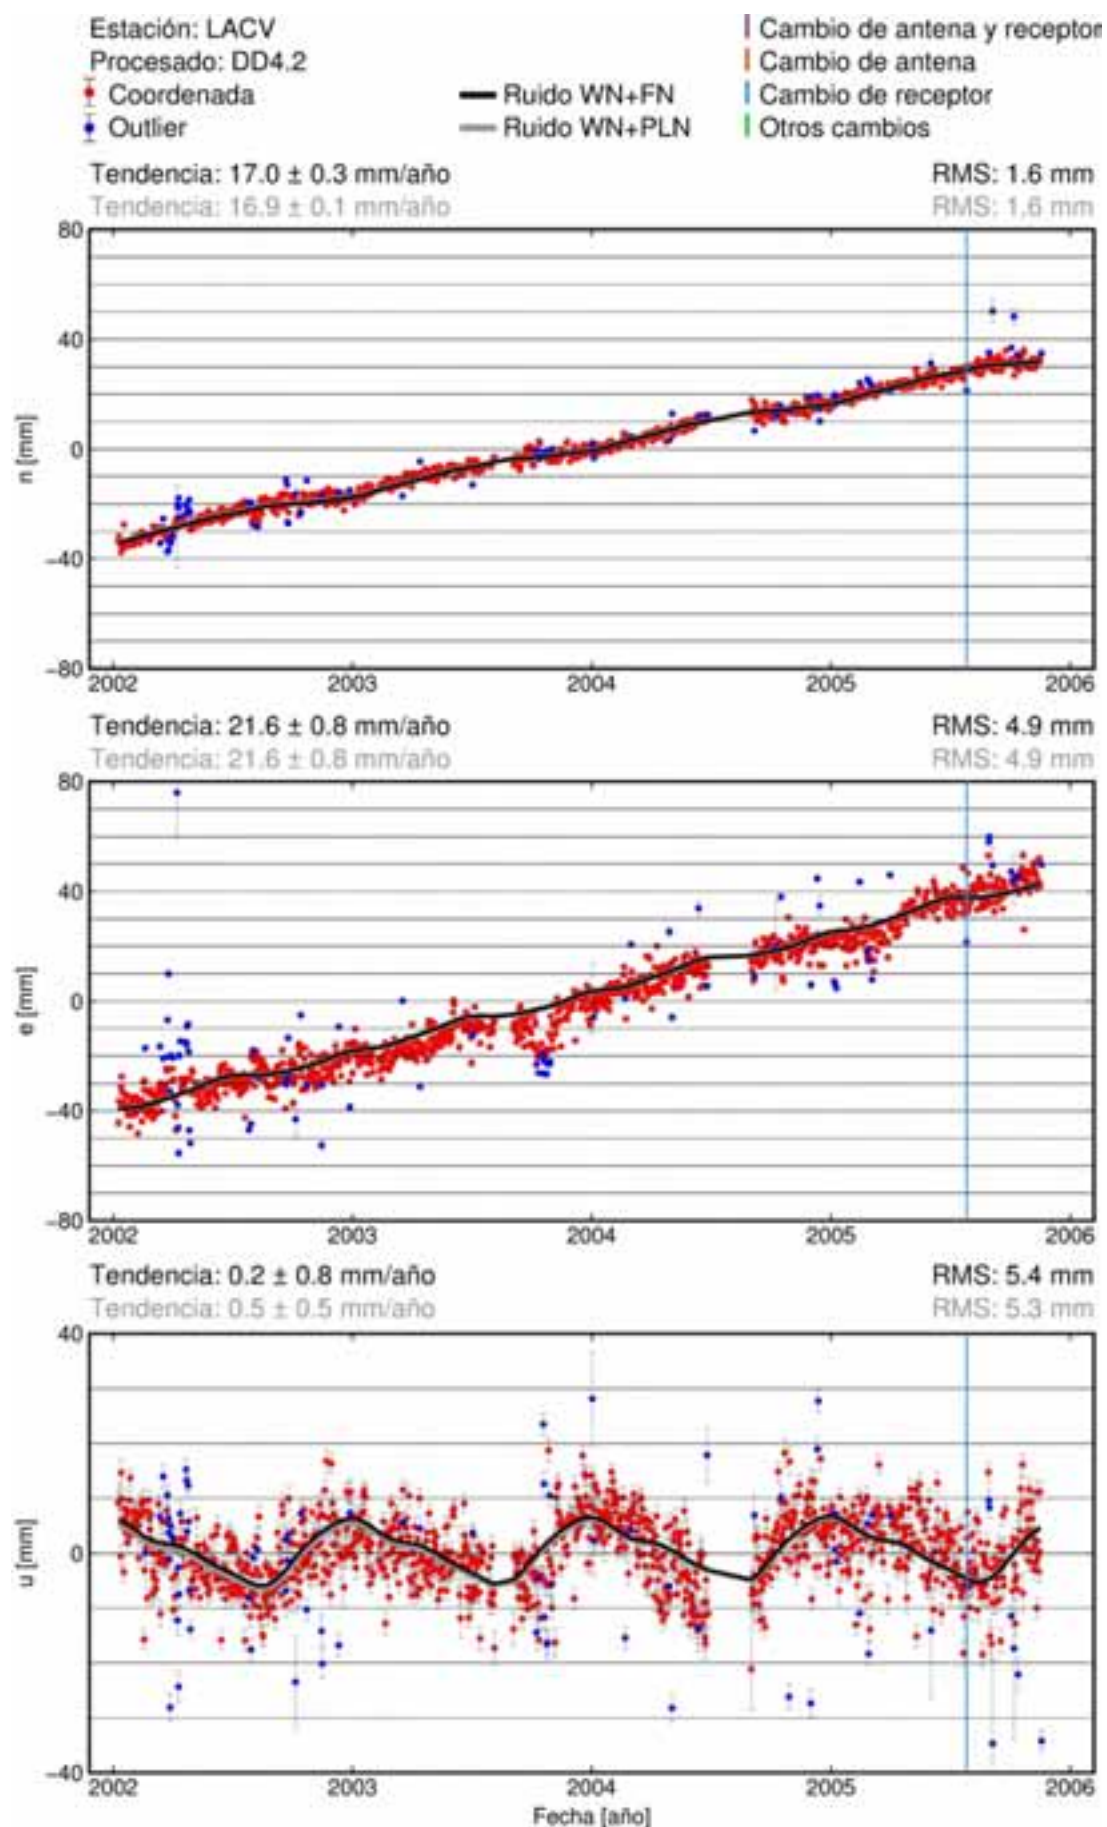 Estación: LACV
Procesado: DD4.2
Coordenada
Outlier
Ruido WN+FN
Ruido WN+PLN
Cambio de antena y receptor
Cambio de antena
Cambio de receptor
Otros cambios
Tendencia: 17.0 ± 0.3 mm/año RMS: 1.6 mm
Tendencia: 16.9 ± 0.1 mm/año RMS: 1.6 mm
80
40
0
−40
−80
n [mm]
2002 2003 2004 2005 2006
Tendencia: 21.6 ± 0.8 mm/año RMS: 4.9 mm
Tendencia: 21.6 ± 0.8 mm/año RMS: 4.9 mm
80
40
0
−40
−80
e [mm]
2002 2003 2004 2005 2006
Tendencia: 0.2 ± 0.8 mm/año RMS: 5.4 mm
Tendencia: 0.5 ± 0.5 mm/año RMS: 5.3 mm
40
0
−40
u [mm]
2002 2003 2004 2005 2006
Fecha [año]